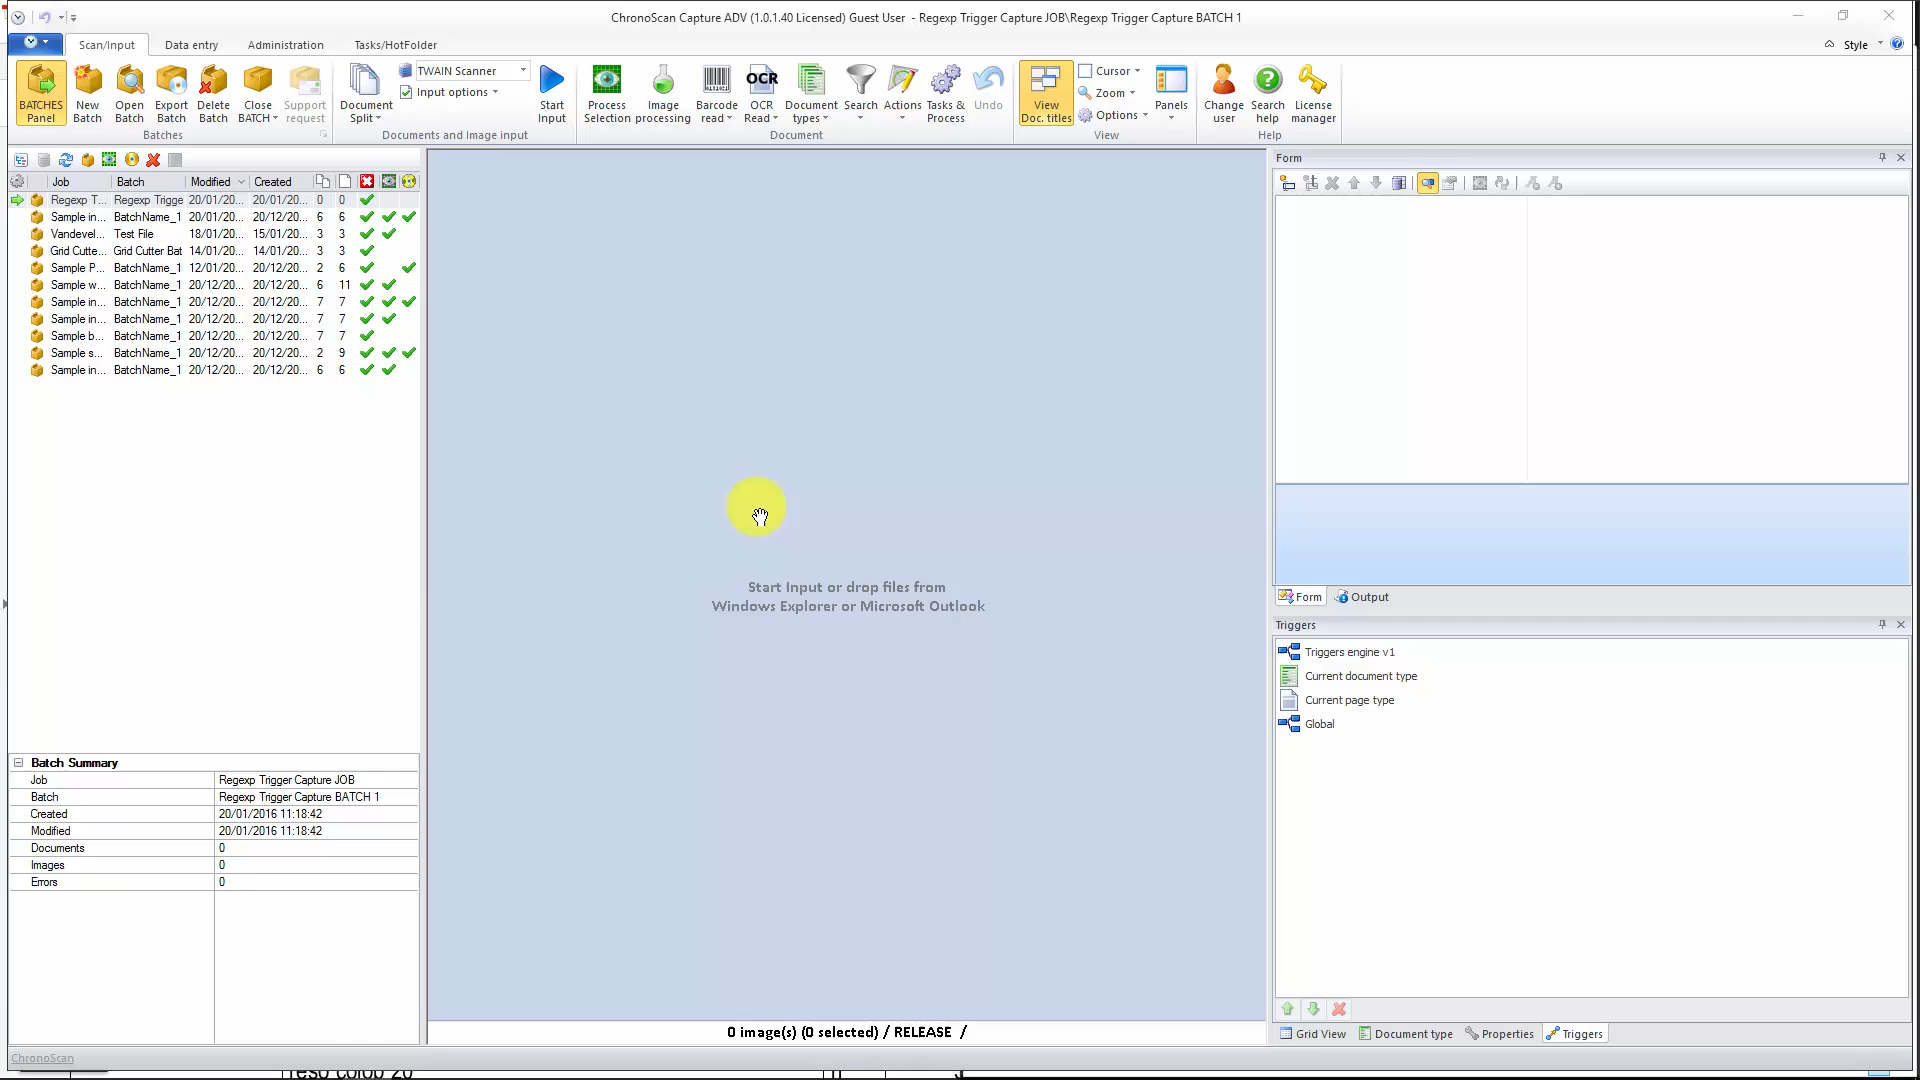 ChronoScan Capture ADV (1.0.1.40 Licensed) Guest User - Regexp Trigger Capture JOB\Regexp Trigger Capture BATCH 1
Scan/Input Data entry Administration Tasks/HotFolder Style
BATCHES Panel
New Batch
Open Batch
Export Batch
Delete Batch
Close BATCH
Support request
Batches
Document Split
TWAIN Scanner
Input options
Start Input
Documents and Image input
Process Selection
Image processing
Barcode read
OCR
OCR Read
Document types
Search
Actions
Tasks & Process
Undo
Document
View Doc. titles
Cursor
Zoom
Options
Panels
View
Change user
Search help
License manager
Help
Job Batch Modified Created
Regexp T... Regexp Trigge 20/01/20... 20/01/20... 0 0
Sample in... BatchName_1 20/01/20... 20/12/20... 6 6
Vandevel... Test File 18/01/20... 15/01/20... 3 3
Grid Cutte... Grid Cutter Bat 14/01/20... 14/01/20... 3 3
Sample P... BatchName_1 12/01/20... 20/12/20... 2 6
Sample w... BatchName_1 20/12/20... 20/12/20... 6 11
Sample in... BatchName_1 20/12/20... 20/12/20... 7 7
Sample in... BatchName_1 20/12/20... 20/12/20... 7 7
Sample b... BatchName_1 20/12/20... 20/12/20... 7 7
Sample s... BatchName_1 20/12/20... 20/12/20... 2 9
Sample in... BatchName_1 20/12/20... 20/12/20... 6 6
Batch Summary
Job Regexp Trigger Capture JOB
Batch Regexp Trigger Capture BATCH 1
Created 20/01/2016 11:18:42
Modified 20/01/2016 11:18:42
Documents 0
Images 0
Errors 0
Start Input or drop files from
Windows Explorer or Microsoft Outlook
0 image(s) (0 selected) / RELEASE /
Form
Form Output
Triggers
Triggers engine v1
Current document type
Current page type
Global
Grid View Document type Properties Triggers
ChronoScan